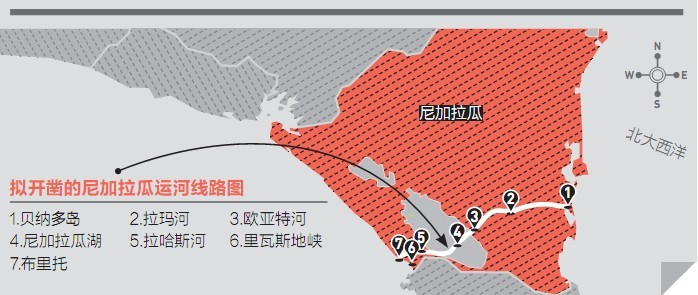 N
W E
S
尼加拉瓜
北大西洋
拟开凿的尼加拉瓜运河线路图
1.贝纳多岛 2.拉玛河 3.欧亚特河
4.尼加拉瓜湖 5.拉哈斯河 6.里瓦斯地峡
7.布里托
1
2
3
4
5
6
7